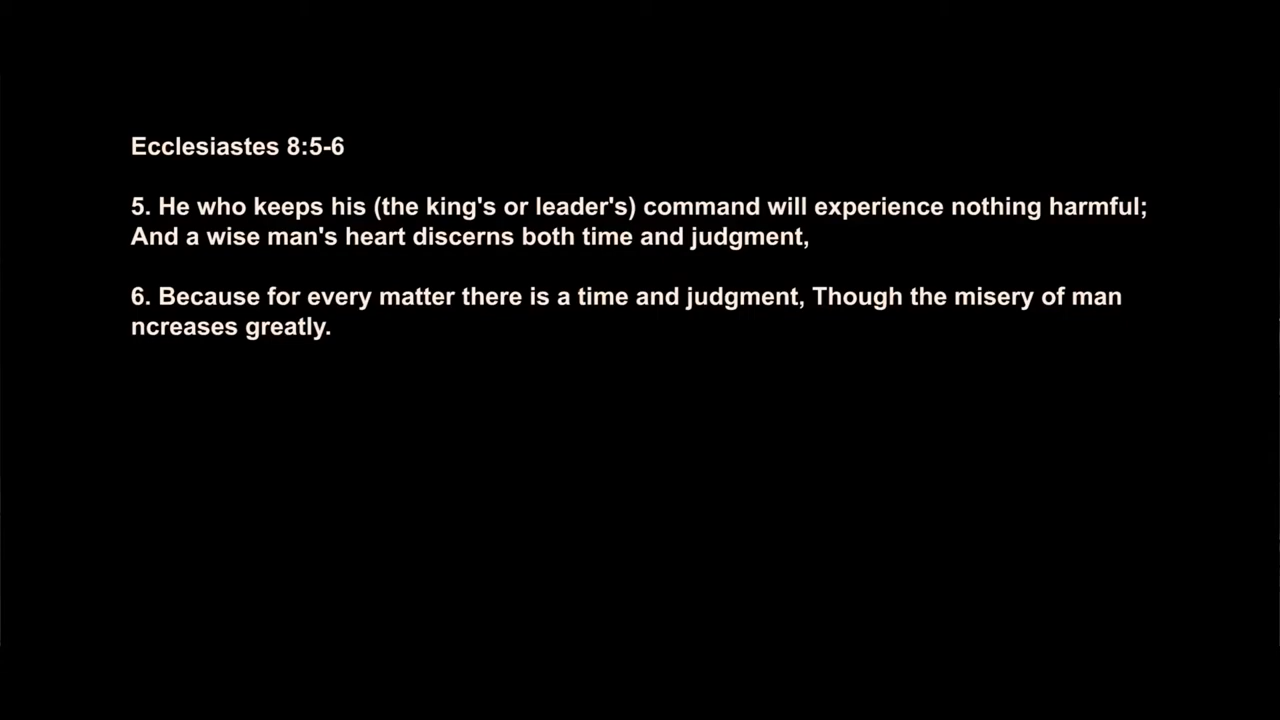 Ecclesiastes 8:5-6
5. He who keeps his (the king's or leader's) command will experience nothing harmful;
And a wise man's heart discerns both time and judgment,
6. Because for every matter there is a time and judgment, Though the misery of man
ncreases greatly.